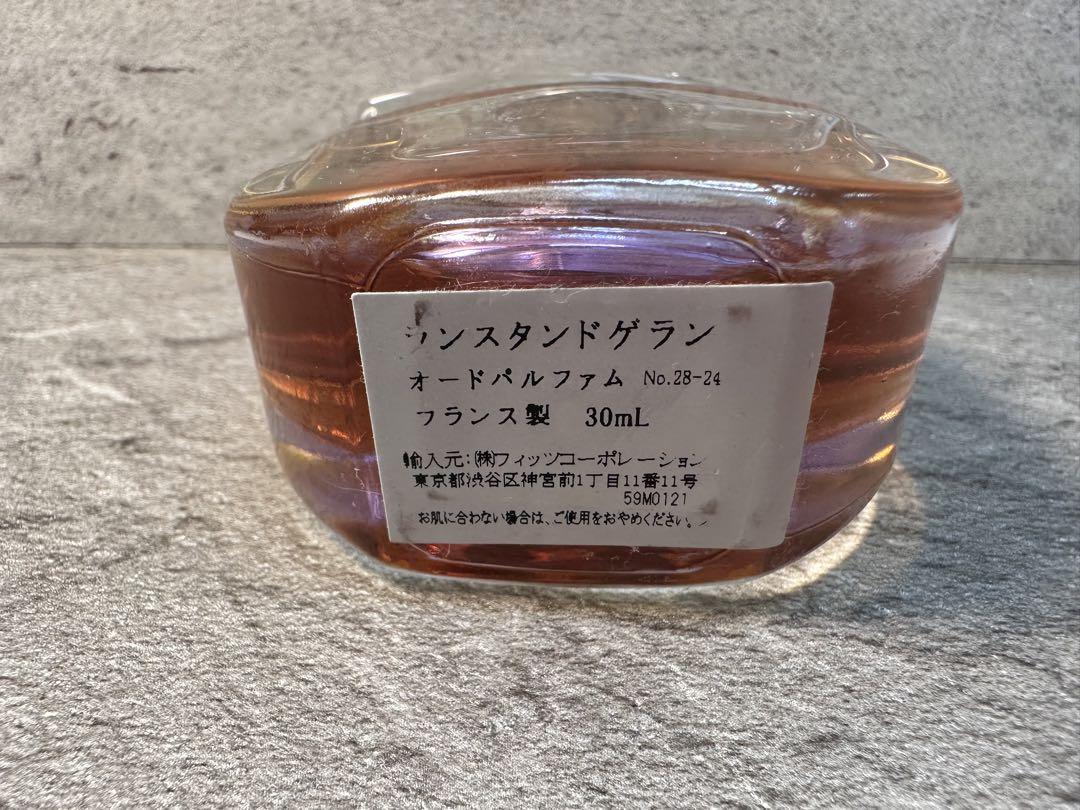 ランスタンドゲラン
オードパルファム No.28-24
フランス製 30mL
輸入元:(株)フィッツコーポレーション
東京都渋谷区神宮前1丁目11番11号
59M0121
お肌に合わない場合は、ご使用をおやめください。